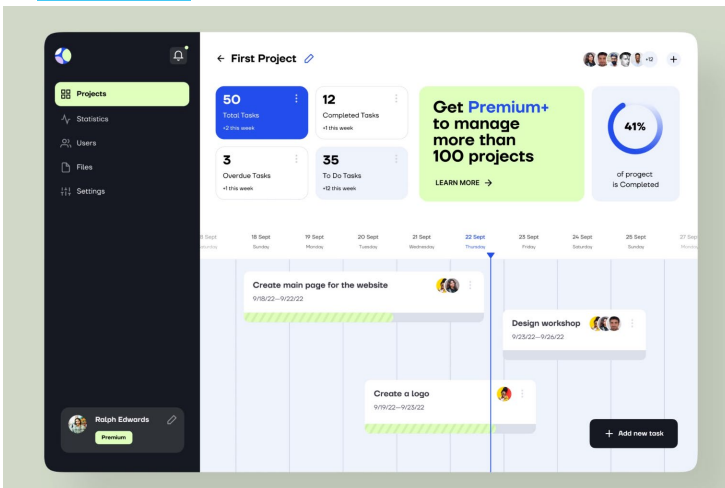 First Project
+12
+
Projects
Statistics
Users
Files
Settings
50
Total Tasks
+2 this week
12
Completed Tasks
+1 this week
3
Overdue Tasks
+1 this week
35
To Do Tasks
+12 this week
Get Premium+
to manage
more than
100 projects
LEARN MORE →
41%
of progect
is Completed
18 Sept
Sunday
19 Sept
Monday
20 Sept
Tuesday
21 Sept
Wednesday
22 Sept
Thursday
23 Sept
Friday
24 Sept
Saturday
25 Sept
Sunday
27 Sept
Create main page for the website
9/18/22—9/22/22
Design workshop
9/23/22—9/26/22
Create a logo
9/19/22—9/23/22
Ralph Edwards
Premium
+ Add new task